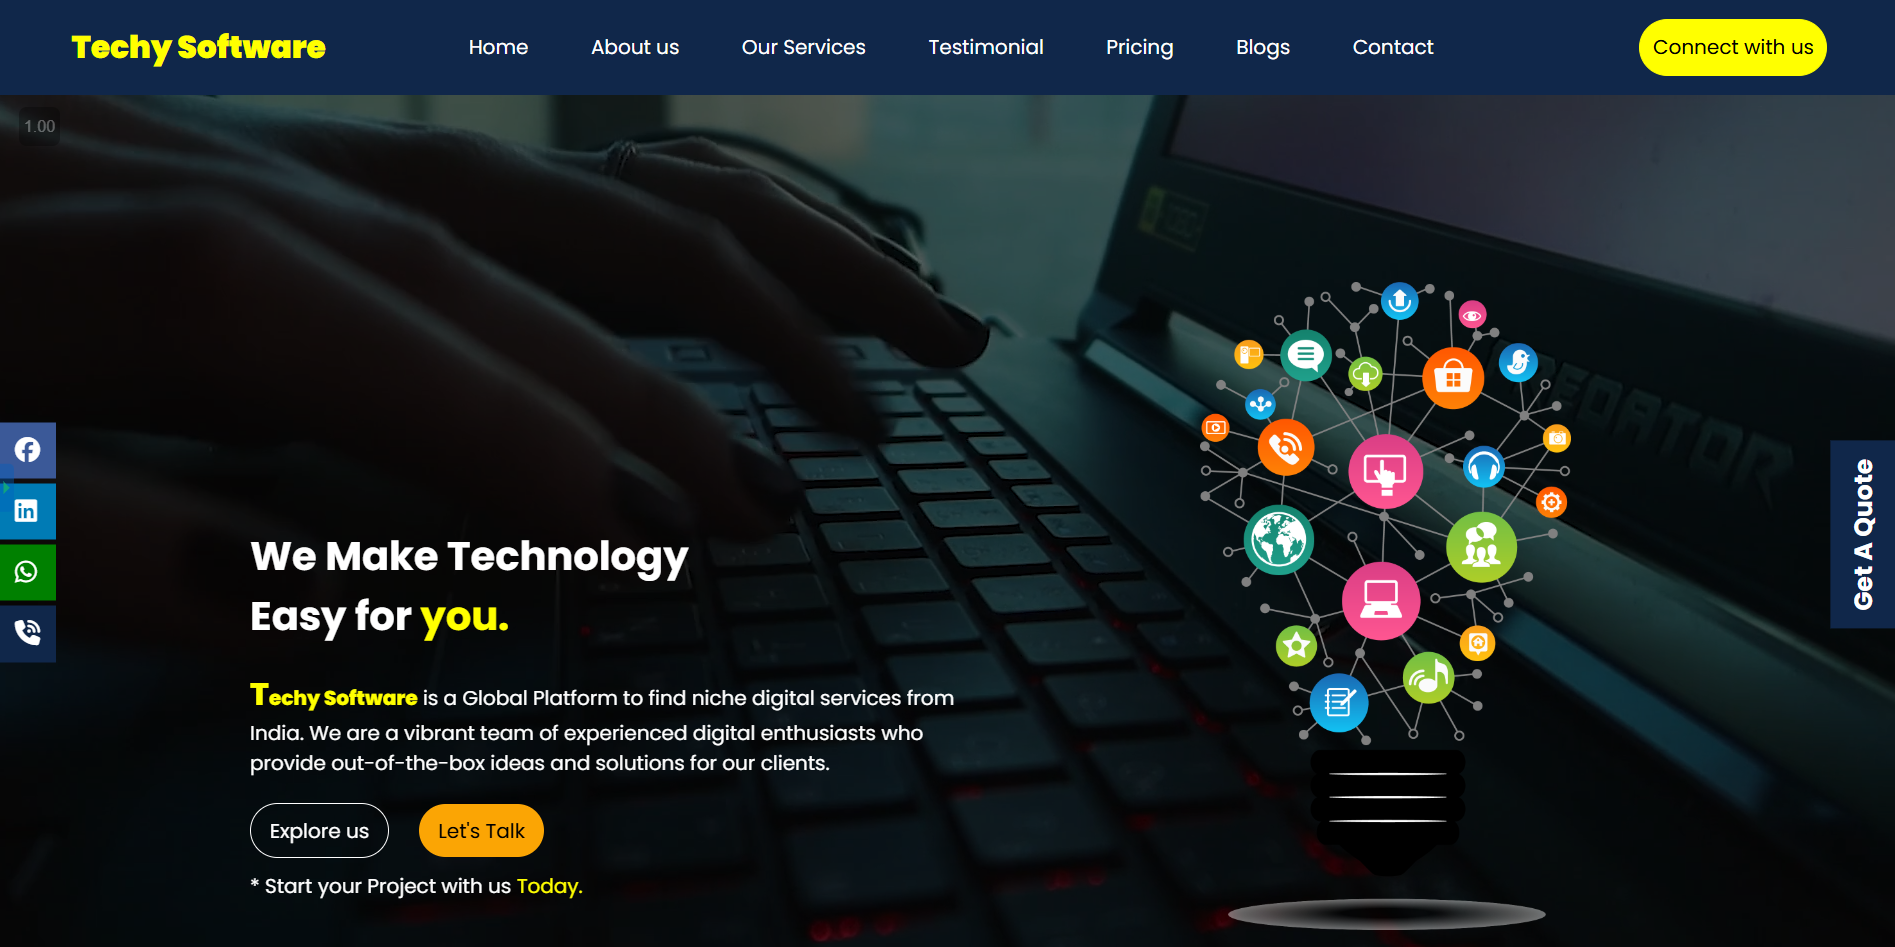 Techy Software
Home
About us
Our Services
Testimonial
Pricing
Blogs
Contact
Connect with us
1.00
PREDATOR
Get A Quote
We Make Technology
Easy for you.
Techy Software is a Global Platform to find niche digital services from
India. We are a vibrant team of experienced digital enthusiasts who
provide out-of-the-box ideas and solutions for our clients.
Explore us
Let's Talk
* Start your Project with us Today.